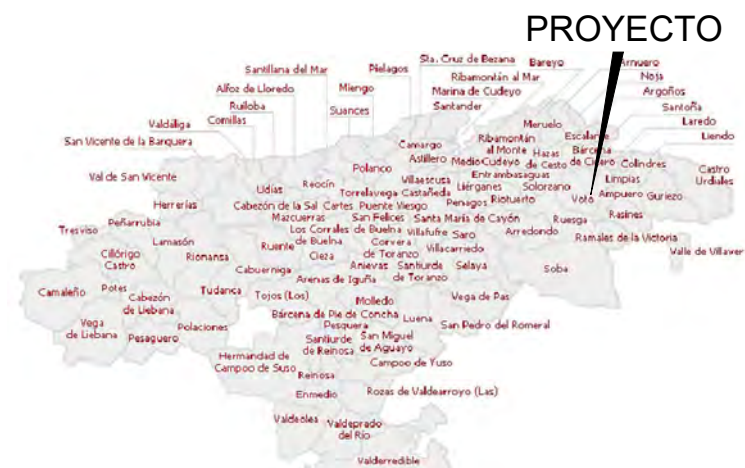 PROYECTO
Sta. Cruz de Bezana
Bareyo
Arnuero
Santillana del Mar
Pielagos
Ribamontán al Mar
Noja
Alfoz de Lloredo
Miengo
Marina de Cudeyo
Argoños
Ruiloba
Suances
Santander
Santoña
Valdáliga
Comillas
Meruelo
Laredo
San Vicente de la Barquera
Camargo
Ribamontán
al Monte
Escalante
Liendo
Astillero
Medio Cudeyo
Hazas
de Cesto
Bárcena
de Cicero
Colindres
Val de San Vicente
Polanco
Villaescusa
Entrambasaguas
Limpias
Castro
Urdiales
Udías
Reocín
Torrelavega
Castañeda
Liérganes
Solorzano
Herrerías
Cabezón de la Sal
Cartes
Puente Viesgo
Penagos
Riotuerto
Voto
Ampuero
Guriezo
Peñarrubia
Mazcuerras
San Felices
de Buelna
Santa María de Cayón
Ruesga
Rasines
Tresviso
Lamasón
Los Corrales
de Buelna
Villafufre
Saro
Arredondo
Ramales de la Victoria
Cillórigo
Castro
Rionansa
Ruente
Cieza
Corvera
de Toranzo
Villacarriedo
Valle de Villaver
Cabuerniga
Anievas
Santiurde
de Toranzo
Selaya
Soba
Camaleño
Potes
Cabezón
de Liebana
Tudanca
Arenas de Iguña
Tojos (Los)
Molledo
Vega de Pas
Vega
de Liebana
Pesaguero
Polaciones
Bárcena de Pie de Concha
Luena
San Pedro del Romeral
Pesquera
Santiurde
de Reinosa
San Miguel
de Aguayo
Hermandad de
Campoo de Suso
Campoo de Yuso
Reinosa
Enmedio
Rozas de Valdearroyo (Las)
Valdeolea
Valdeprado
del Río
Valderredible